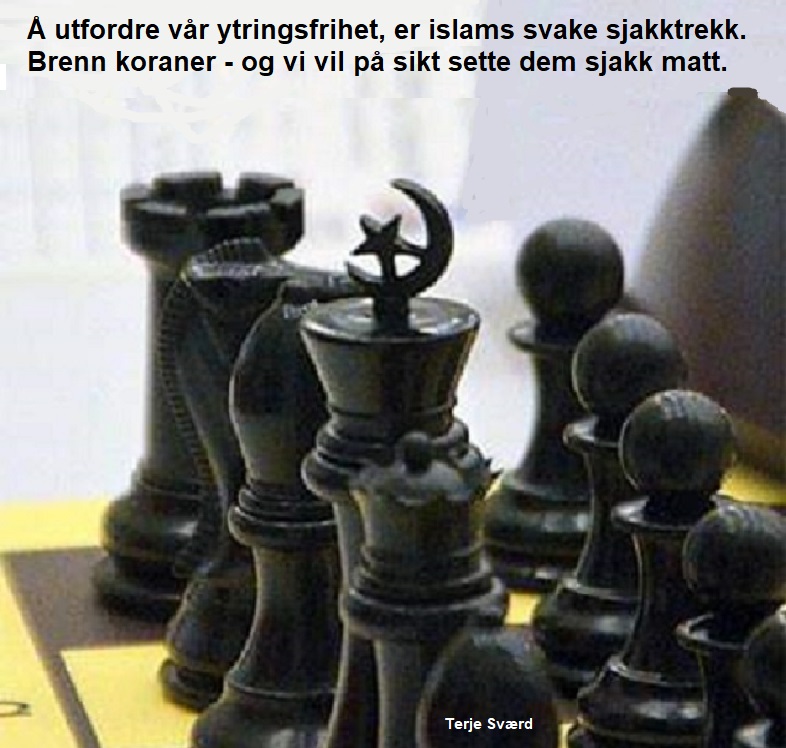 Å utfordre vår ytringsfrihet, er islams svake sjakktrekk.
Brenn koraner - og vi vil på sikt sette dem sjakk matt.
Terje Sværd